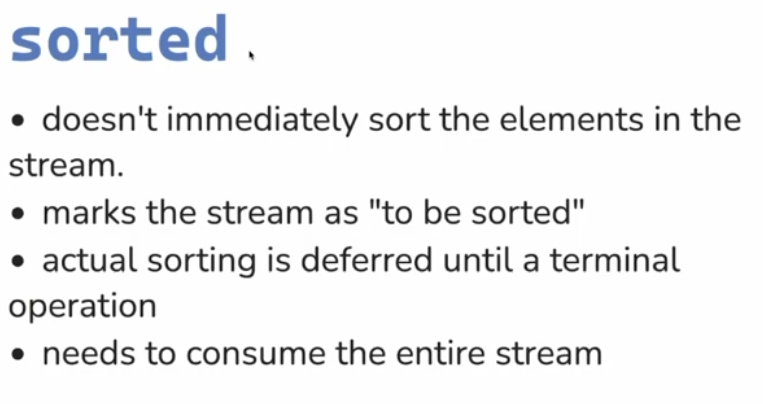 sorted
• doesn't immediately sort the elements in the
stream.
• marks the stream as "to be sorted"
• actual sorting is deferred until a terminal
operation
• needs to consume the entire stream